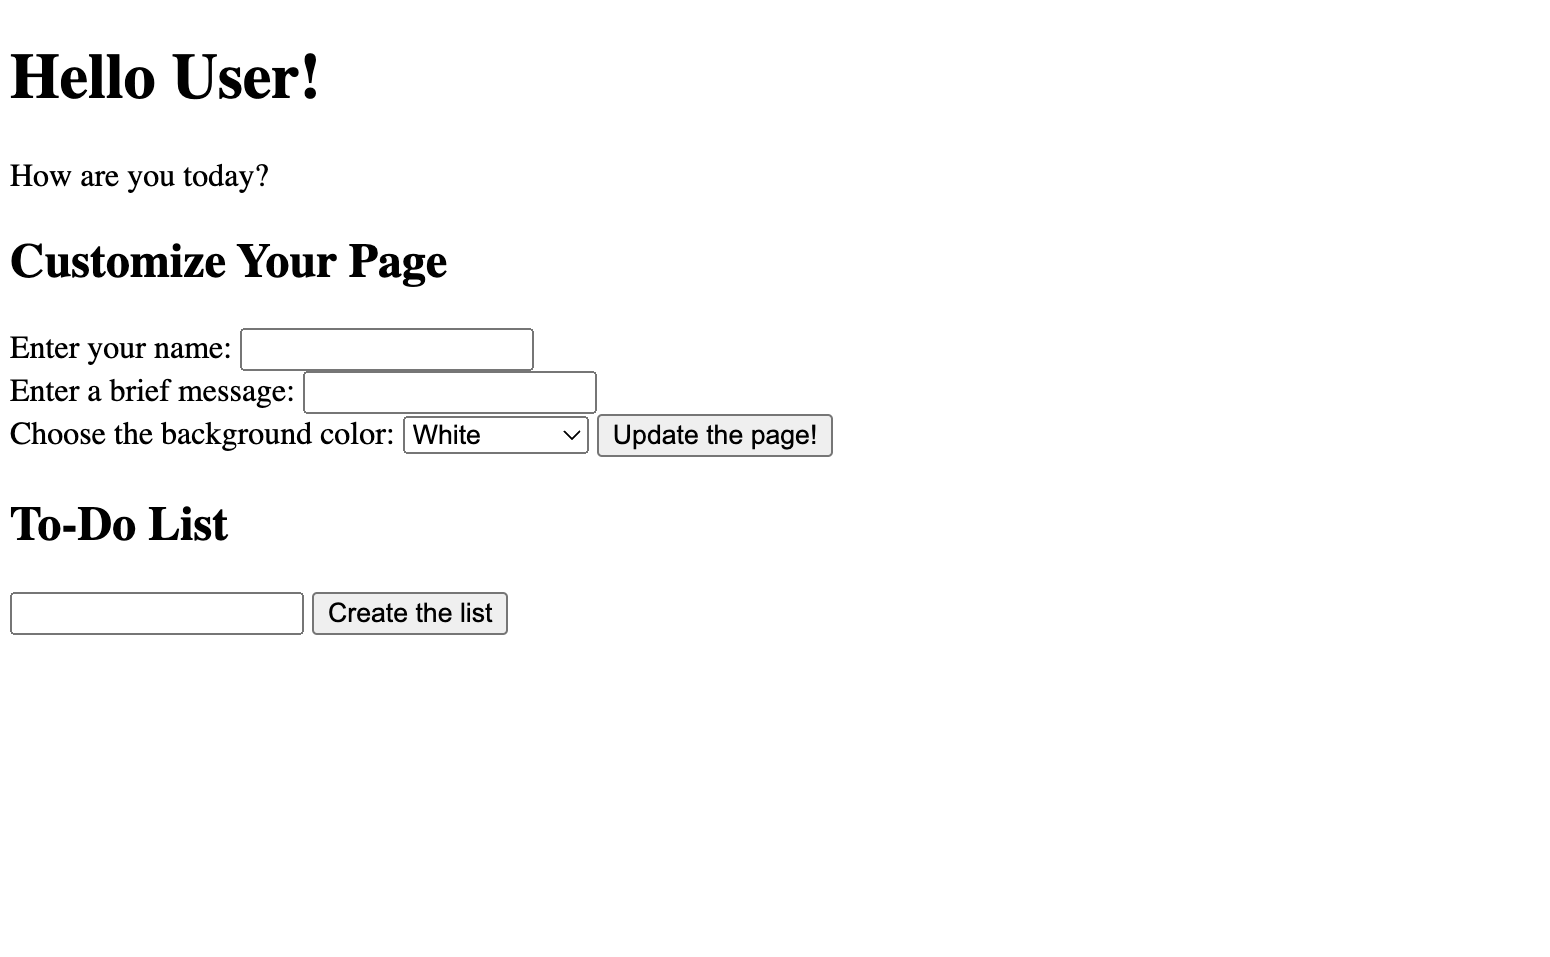 Hello User!
How are you today?
Customize Your Page
Enter your name:
Enter a brief message:
Choose the background color: White Update the page!
To-Do List
Create the list